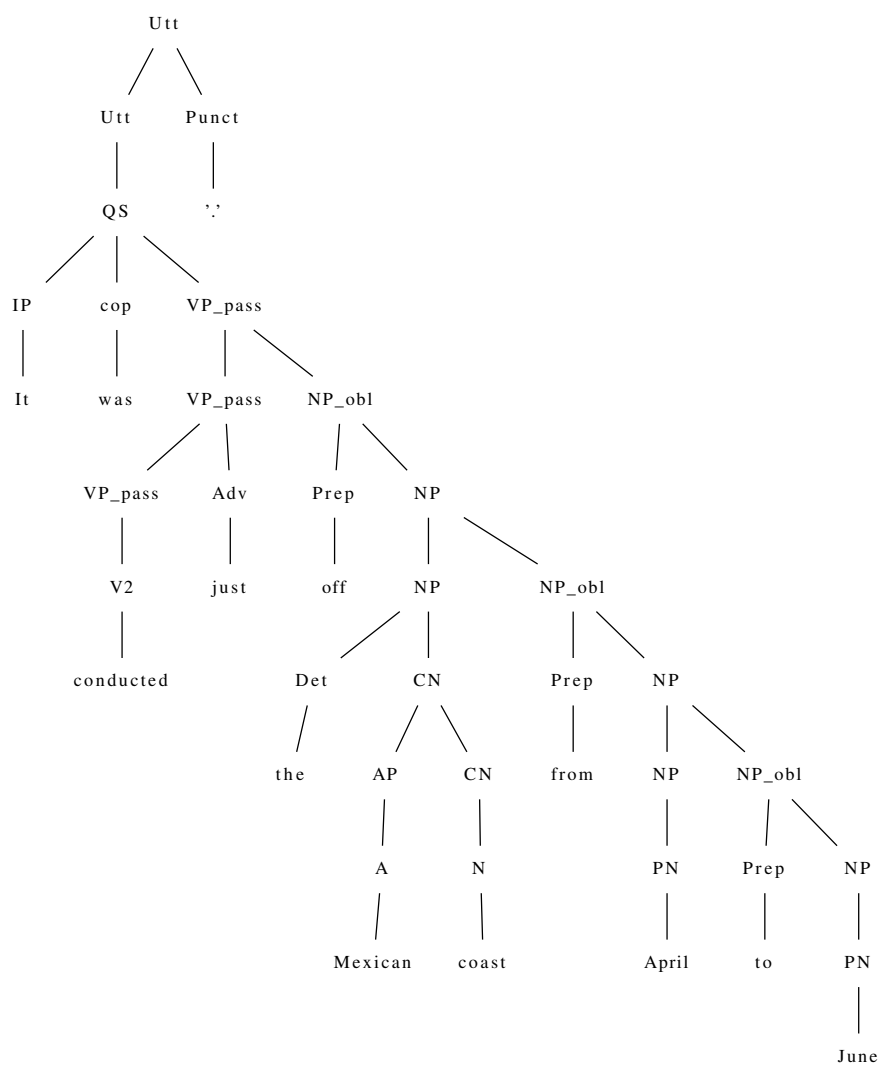 Utt
Utt Punct
QS '.'
IP cop VP_pass
It was VP_pass NP_obl
VP_pass Adv Prep NP
V2 just off NP NP_obl
conducted Det CN Prep NP
the AP CN from NP NP_obl
A N PN Prep NP
Mexican coast April to PN
June